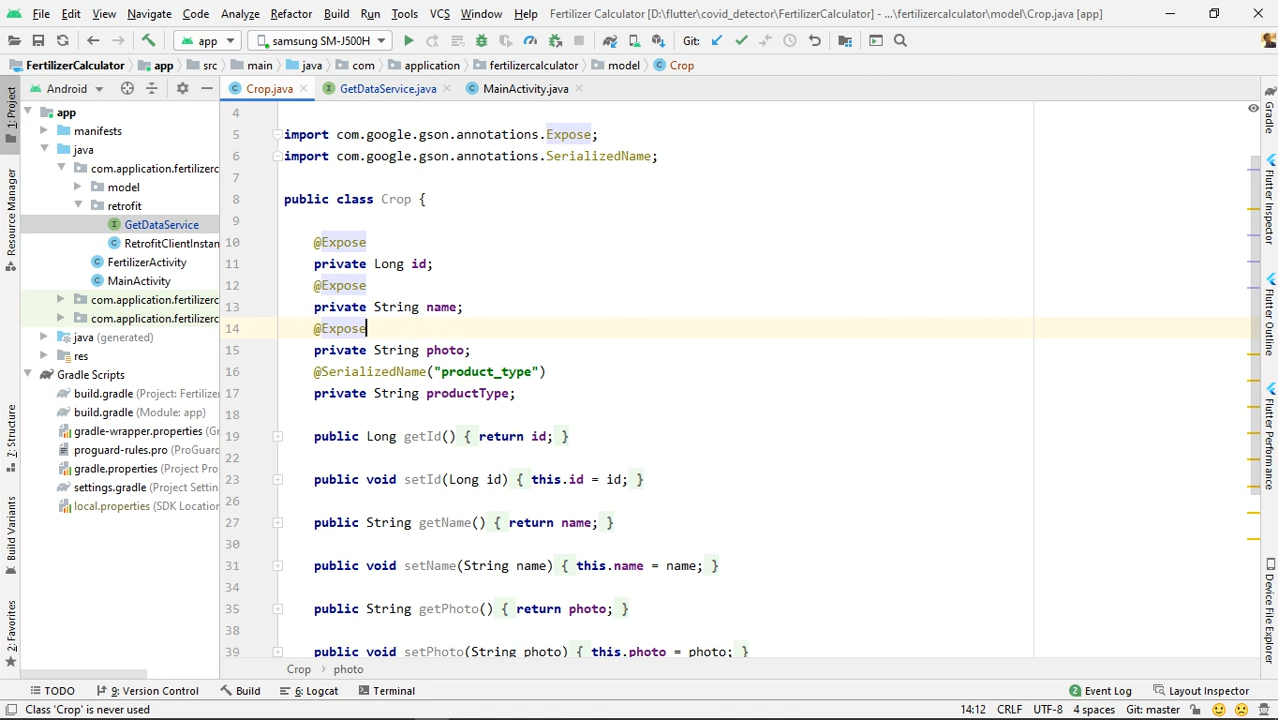 File Edit View Navigate Code Analyze Refactor Build Run Tools VCS Window Help Fertilizer Calculator [D:\flutter\covid_detector\FertilizerCalculator] - ...\fertilizercalculator\model\Crop.java [app]
app samsung SM-J500H Git:
FertilizerCalculator app src main java com application fertilizercalculator model Crop
Android Crop.java GetDataService.java MainActivity.java
1: Project
Resource Manager
Z: Structure
Build Variants
2: Favorites
app
manifests
java
com.application.fertilizerc
model
retrofit
GetDataService
RetrofitClientInstan
FertilizerActivity
MainActivity
com.application.fertilizerc
com.application.fertilizerc
java (generated)
res
Gradle Scripts
build.gradle (Project: Fertilizer
build.gradle (Module: app)
gradle-wrapper.properties (Gr
proguard-rules.pro (ProGuard
gradle.properties (Project Pro
settings.gradle (Project Settin
local.properties (SDK Location
4
5 import com.google.gson.annotations.Expose;
6 import com.google.gson.annotations.SerializedName;
7
8 public class Crop {
9
10 @Expose
11 private Long id;
12 @Expose
13 private String name;
14 @Expose
15 private String photo;
16 @SerializedName("product_type")
17 private String productType;
18
19 public Long getId() { return id; }
22
23 public void setId(Long id) { this.id = id; }
26
27 public String getName() { return name; }
30
31 public void setName(String name) { this.name = name; }
34
35 public String getPhoto() { return photo; }
38
39 public void setPhoto(String photo) { this.photo = photo; }
Crop › photo
Gradle
Flutter Inspector
Flutter Outline
Flutter Performance
Device File Explorer
TODO 9: Version Control Build 6: Logcat Terminal 2 Event Log Layout Inspector
Class 'Crop' is never used 14:12 CRLF UTF-8 4 spaces Git: master